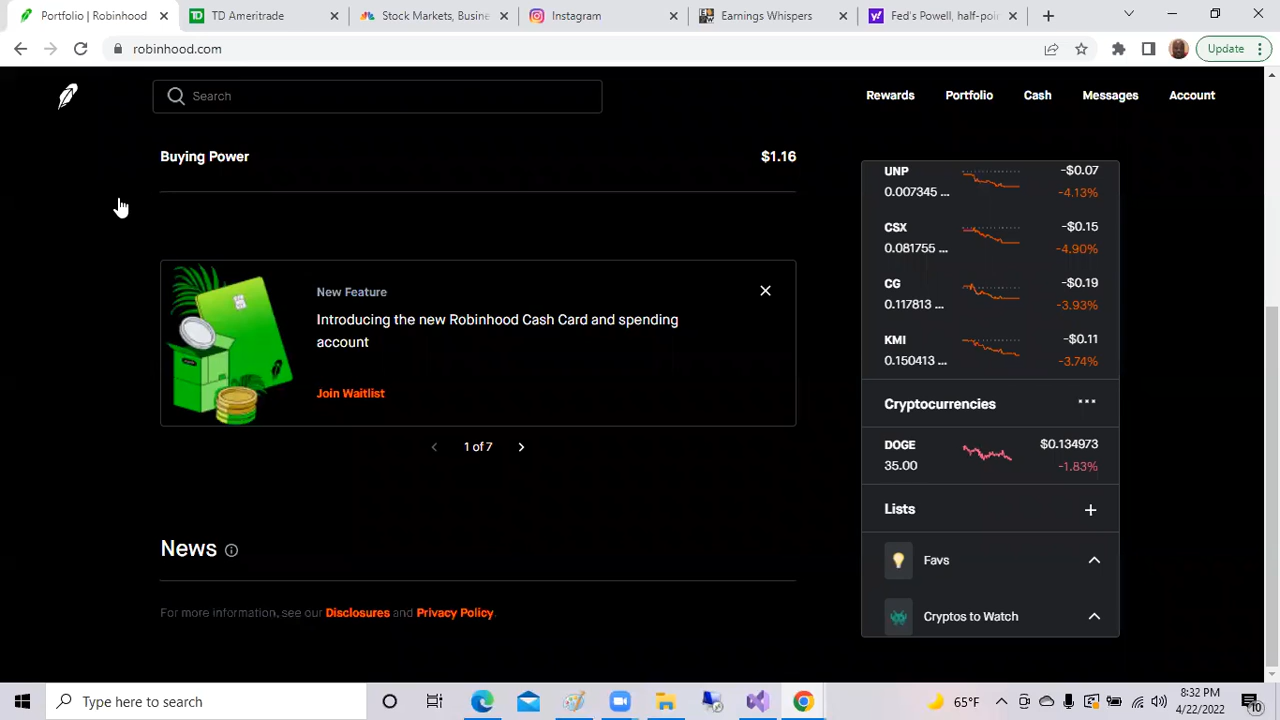 Portfolio | Robinhood
TD Ameritrade
Stock Markets, Busine
Instagram
Earnings Whispers
Fed's Powell, half-poi
robinhood.com
Update
Search
Rewards
Portfolio
Cash
Messages
Account
Buying Power
$1.16
New Feature
Introducing the new Robinhood Cash Card and spending
account
Join Waitlist
1 of 7
News
For more information, see our Disclosures and Privacy Policy.
UNP
-$0.07
0.007345 ...
-4.13%
CSX
-$0.15
0.081755 ...
-4.90%
CG
-$0.19
0.117813 ...
-3.93%
KMI
-$0.11
0.150413 ...
-3.74%
Cryptocurrencies
DOGE
$0.134973
35.00
-1.83%
Lists
Favs
Cryptos to Watch
Type here to search
65°F
8:32 PM
4/22/2022
10